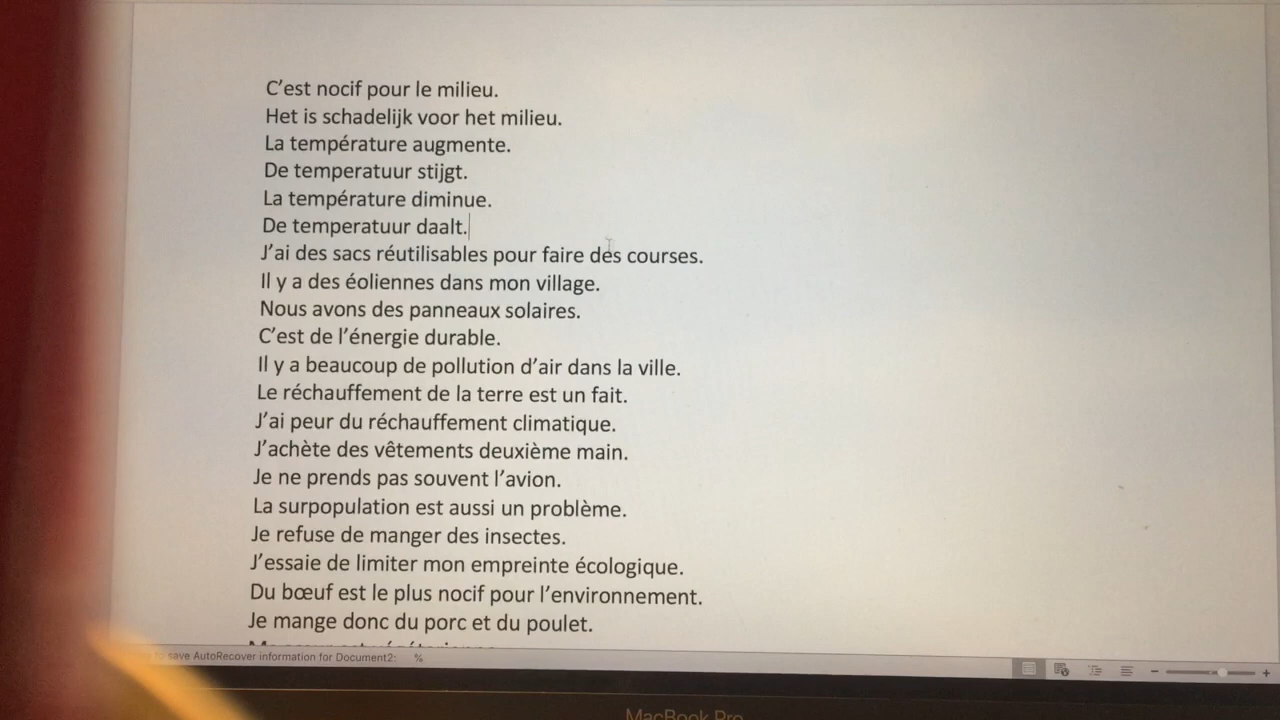 C'est nocif pour le milieu.
Het is schadelijk voor het milieu.
La température augmente.
De temperatuur stijgt.
La température diminue.
De temperatuur daalt.
J'ai des sacs réutilisables pour faire des courses.
Il y a des éoliennes dans mon village.
Nous avons des panneaux solaires.
C'est de l'énergie durable.
Il y a beaucoup de pollution d'air dans la ville.
Le réchauffement de la terre est un fait.
J'ai peur du réchauffement climatique.
J'achète des vêtements deuxième main.
Je ne prends pas souvent l'avion.
La surpopulation est aussi un problème.
Je refuse de manger des insectes.
J'essaie de limiter mon empreinte écologique.
Du bœuf est le plus nocif pour l'environnement.
Je mange donc du porc et du poulet.
to save AutoRecover information for Document2: %
MacBook Pro